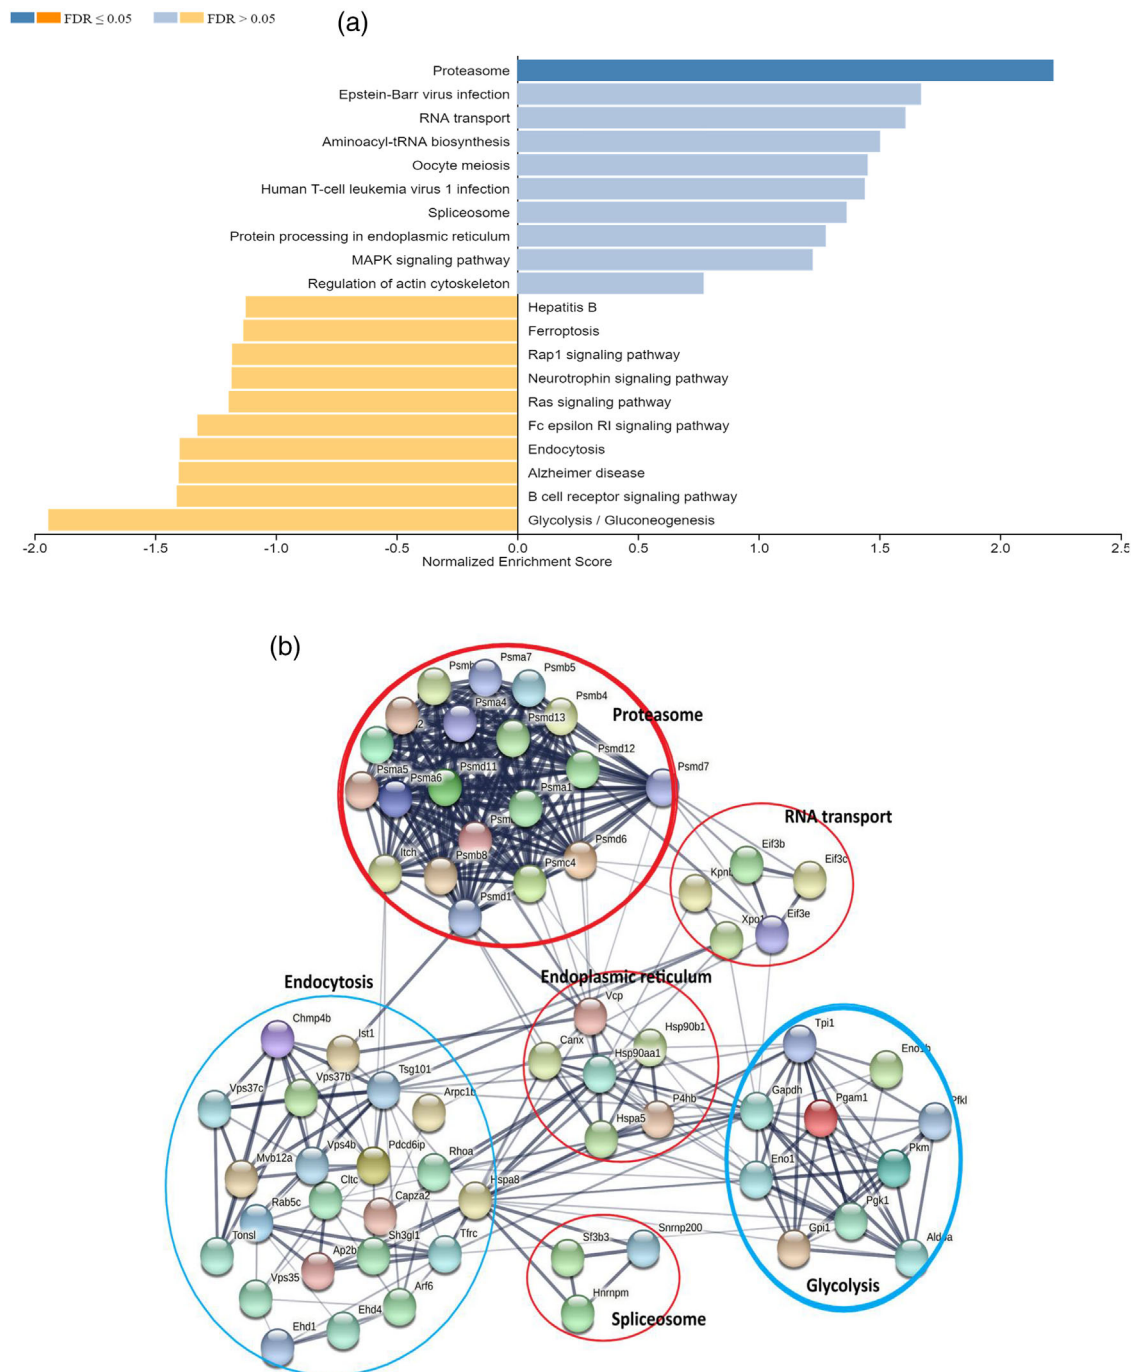 FDR ≤ 0.05 FDR > 0.05
(a)
Proteasome
Epstein-Barr virus infection
RNA transport
Aminoacyl-tRNA biosynthesis
Oocyte meiosis
Human T-cell leukemia virus 1 infection
Spliceosome
Protein processing in endoplasmic reticulum
MAPK signaling pathway
Regulation of actin cytoskeleton
Hepatitis B
Ferroptosis
Rap1 signaling pathway
Neurotrophin signaling pathway
Ras signaling pathway
Fc epsilon RI signaling pathway
Endocytosis
Alzheimer disease
B cell receptor signaling pathway
Glycolysis / Gluconeogenesis
-2.0 -1.5 -1.0 -0.5 0.0 0.5 1.0 1.5 2.0 2.5
Normalized Enrichment Score
(b)
Psma7
Psmb5
Psma4
Psmb4
Psmd13
Proteasome
Psmd12
Psmd11
Psmd7
Psma5
Psma6
Psma1
Psmd6
Itch
Psmb8
Psmc4
Psmd1
RNA transport
Eif3b
Eif3c
Eif3e
Endocytosis
Endoplasmic reticulum
Vcp
Chmp4b
Ist1
Canx
Hsp90b1
Hsp90aa1
Tpi1
Tsg101
Vps37c
Vps37b
Arpc1b
Gapdh
Pgam1
P4hb
Hspa5
Pkm
Mvb12a
Vps4b
Pdcd6ip
Rhoa
Eno1
Cltc
Hspa8
Rab5c
Capza2
Pgk1
Tonsl
Sh3gl1
Tfrc
Sf3b3
Snrnp200
Gpi1
Vps35
Arf6
Hnrnpm
Glycolysis
Ehd1
Ehd4
Spliceosome